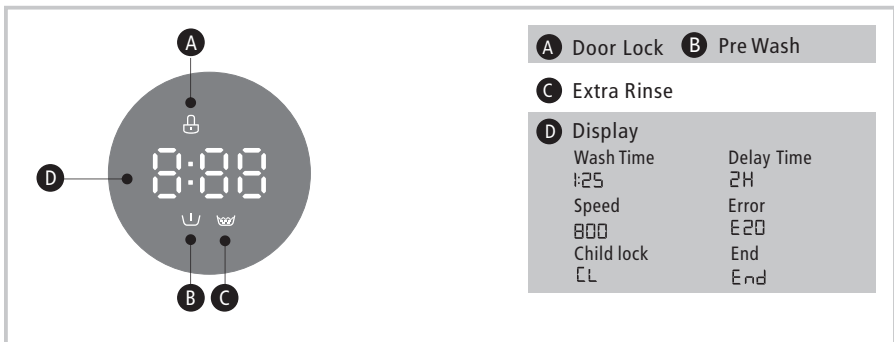 A
8:88
D
B C
A Door Lock B Pre Wash
C Extra Rinse
D Display
Wash Time Delay Time
1:25 2H
Speed Error
800 E20
Child lock End
CL End